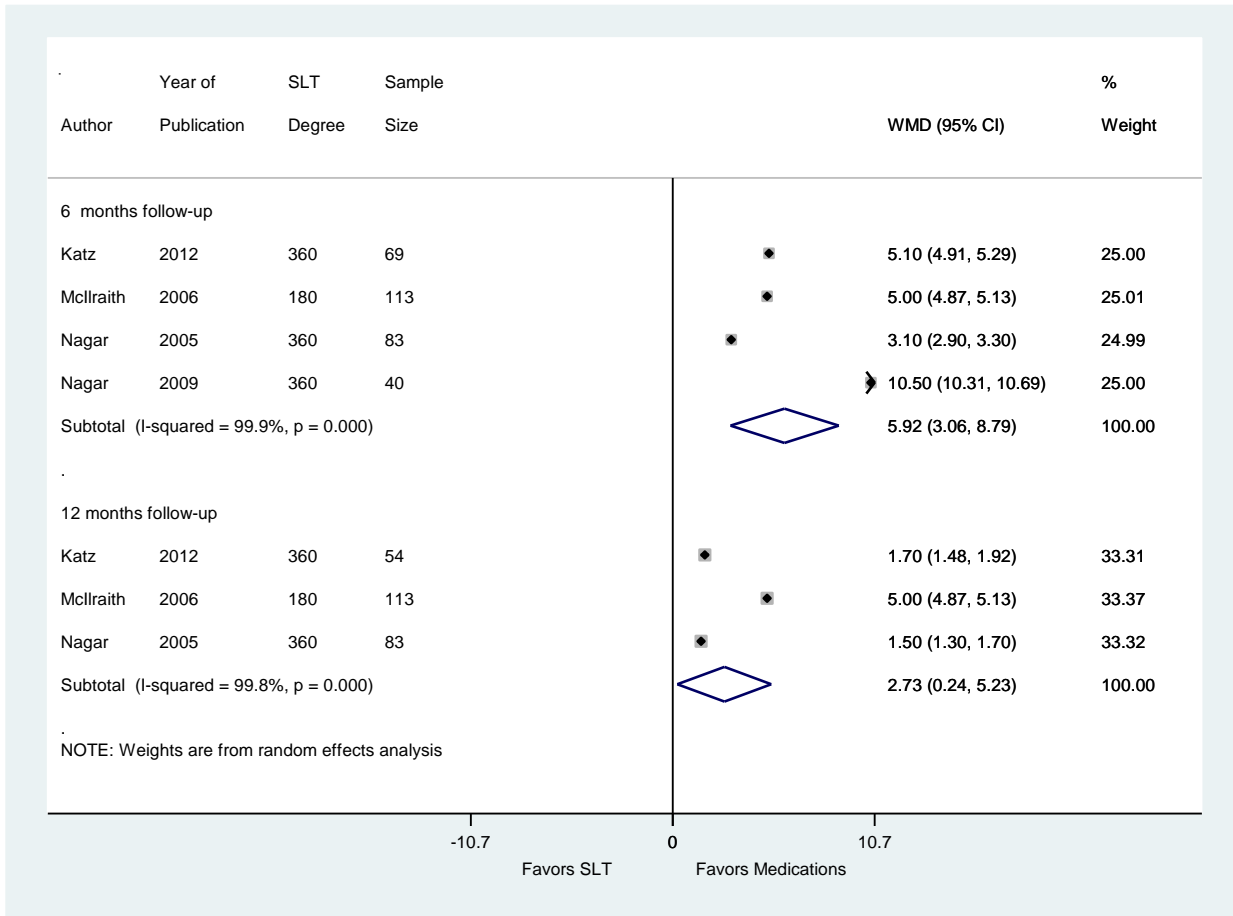 . Year of SLT Sample %
Author Publication Degree Size WMD (95% CI) Weight
6  months follow-up
Katz 2012 360 69 5.10 (4.91, 5.29) 25.00
McIlraith 2006 180 113 5.00 (4.87, 5.13) 25.01
Nagar 2005 360 83 3.10 (2.90, 3.30) 24.99
Nagar 2009 360 40 10.50 (10.31, 10.69) 25.00
Subtotal  (I-squared = 99.9%, p = 0.000) 5.92 (3.06, 8.79) 100.00
.
12 months follow-up
Katz 2012 360 54 1.70 (1.48, 1.92) 33.31
McIlraith 2006 180 113 5.00 (4.87, 5.13) 33.37
Nagar 2005 360 83 1.50 (1.30, 1.70) 33.32
Subtotal  (I-squared = 99.8%, p = 0.000) 2.73 (0.24, 5.23) 100.00
.
NOTE: Weights are from random effects analysis
-10.7 0 10.7
Favors SLT Favors Medications